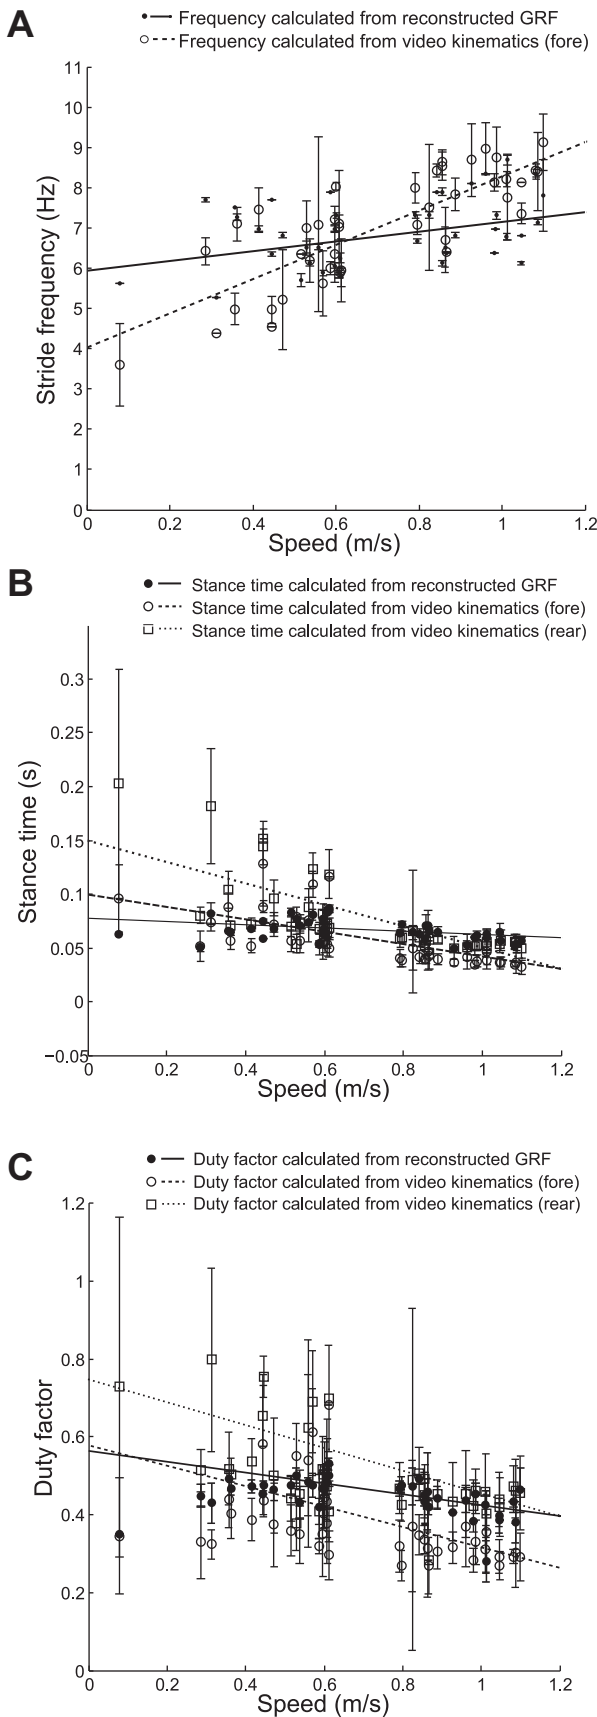 A
Frequency calculated from reconstructed GRF
Frequency calculated from video kinematics (fore)
11
10
9
8
7
6
5
4
3
2
1
0
Stride frequency (Hz)
0 0.2 0.4 0.6 0.8 1 1.2
Speed (m/s)
B
Stance time calculated from reconstructed GRF
Stance time calculated from video kinematics (fore)
Stance time calculated from video kinematics (rear)
0.3
0.25
0.2
0.15
0.1
0.05
0
−0.05
Stance time (s)
0 0.2 0.4 0.6 0.8 1 1.2
Speed (m/s)
C
Duty factor calculated from reconstructed GRF
Duty factor calculated from video kinematics (fore)
Duty factor calculated from video kinematics (rear)
1.2
1
0.8
0.6
0.4
0.2
0
Duty factor
0 0.2 0.4 0.6 0.8 1 1.2
Speed (m/s)